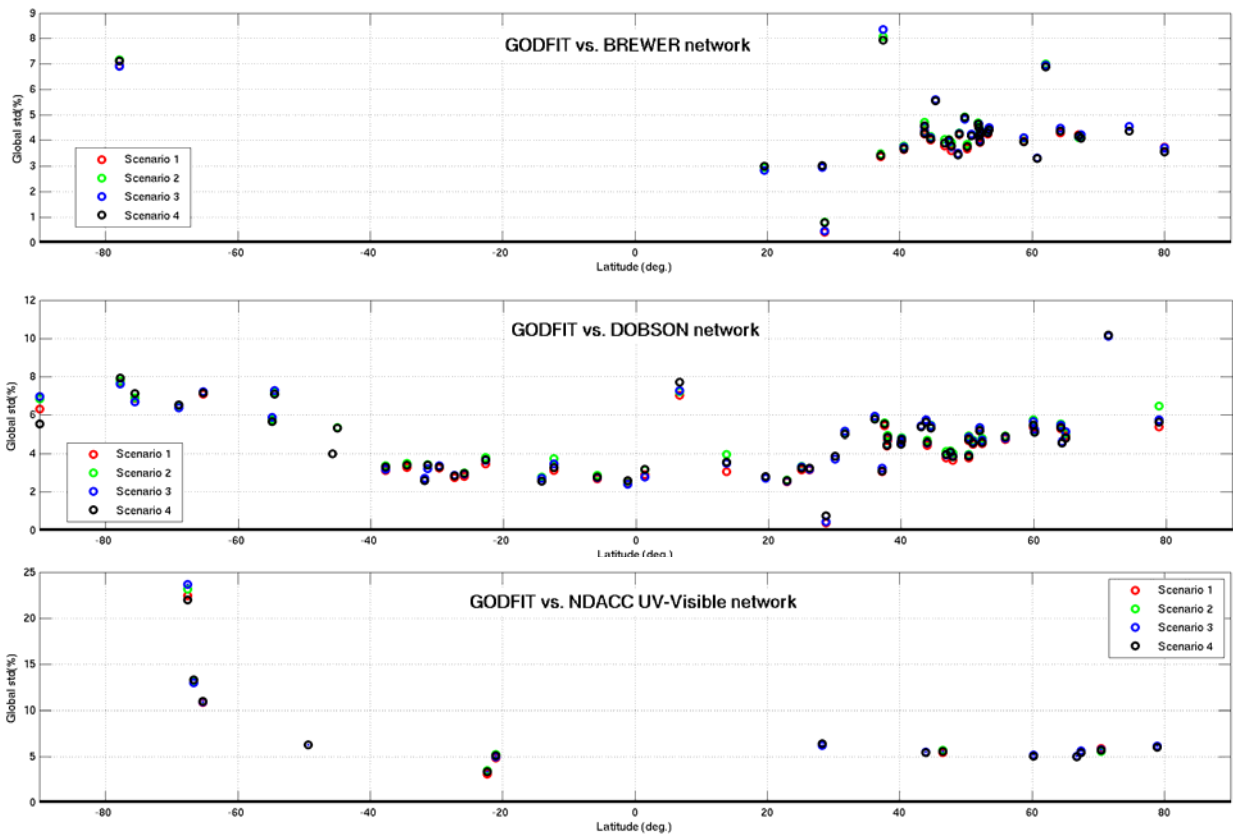 GODFIT vs. BREWER network
Global std(%)
9
8
7
6
5
4
3
2
1
0
Scenario 1
Scenario 2
Scenario 3
Scenario 4
-80
-60
-40
-20
0
20
40
60
80
Latitude (deg.)
GODFIT vs. DOBSON network
Global std(%)
12
10
8
6
4
2
0
Scenario 1
Scenario 2
Scenario 3
Scenario 4
-80
-60
-40
-20
0
20
40
60
80
Latitude (deg.)
GODFIT vs. NDACC UV-Visible network
Global std(%)
25
20
15
10
5
0
Scenario 1
Scenario 2
Scenario 3
Scenario 4
-80
-60
-40
-20
0
20
40
60
80
Latitude (deg.)